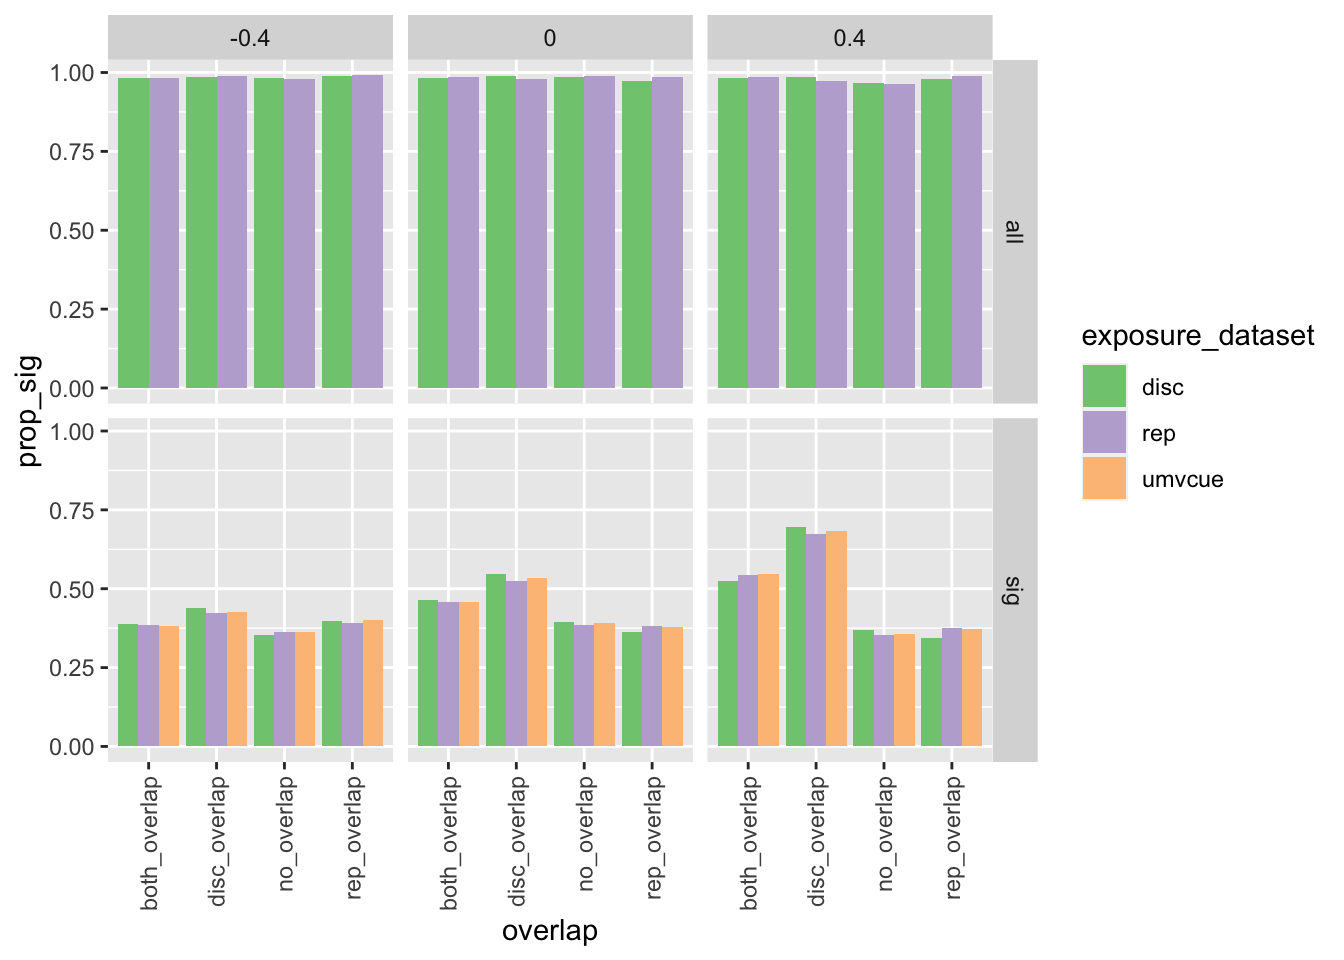 -0.4
0
0.4
1.00
0.75
0.50
0.25
0.00
all
1.00
0.75
0.50
0.25
0.00
sig
prop_sig
both_overlap
disc_overlap
no_overlap
rep_overlap
both_overlap
disc_overlap
no_overlap
rep_overlap
both_overlap
disc_overlap
no_overlap
rep_overlap
overlap
exposure_dataset
disc
rep
umvcue